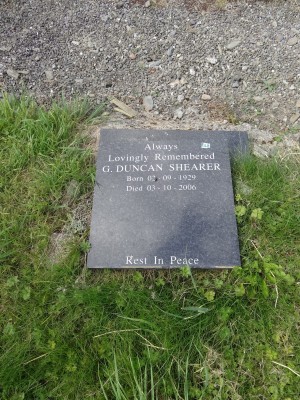 Always
Lovingly Remembered
G. DUNCAN SHEARER
Born 02 - 09 - 1929
Died 03 - 10 - 2006
Rest In Peace